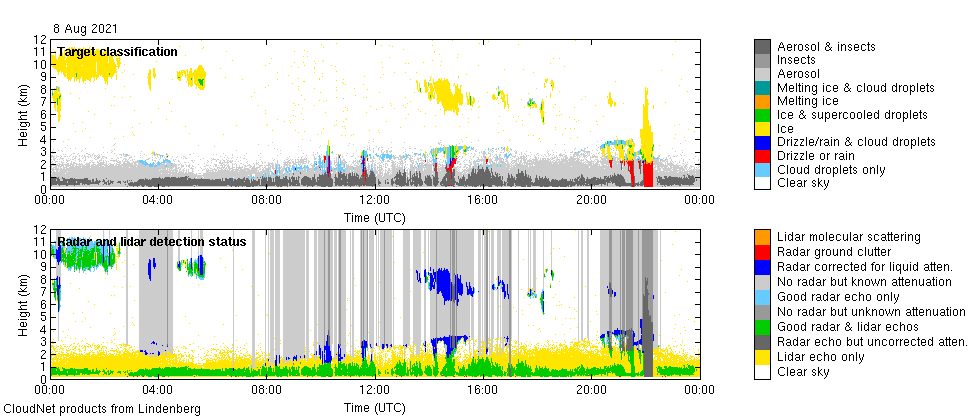 8 Aug 2021
Target classification
Height (km)
12
11
10
9
8
7
6
5
4
3
2
1
0
00:00 04:00 08:00 12:00 16:00 20:00 00:00
Time (UTC)
Aerosol & insects
Insects
Aerosol
Melting ice & cloud droplets
Melting ice
Ice & supercooled droplets
Ice
Drizzle/rain & cloud droplets
Drizzle or rain
Cloud droplets only
Clear sky
Radar and lidar detection status
Height (km)
12
11
10
9
8
7
6
5
4
3
2
1
0
00:00 04:00 08:00 12:00 16:00 20:00 00:00
Time (UTC)
Lidar molecular scattering
Radar ground clutter
Radar corrected for liquid atten.
No radar but known attenuation
Good radar echo only
No radar but unknown attenuation
Good radar & lidar echos
Radar echo but uncorrected atten.
Lidar echo only
Clear sky
CloudNet products from Lindenberg